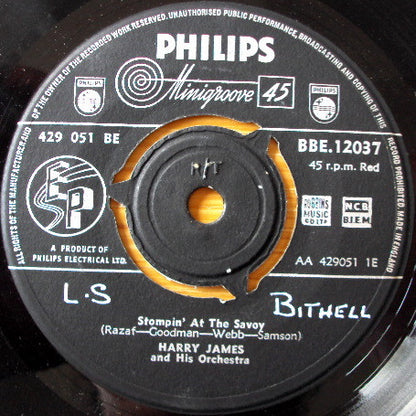 OF THE OWNER OF THE RECORDED WORK RESERVED. UNAUTHORISED PUBLIC PERFORMANCE, BROADCASTING AND COPYING OF THIS RECORD PROHIBITED. MADE IN ENGLAND
ALL RIGHTS OF THE MANUFACTURER AND
PHILIPS
PHILIPS
Minigroove 45
PHILIPS
429 051 BE
BBE.12037
45 r.p.m. Red
R/T
EP
ROBBINS
MUSIC
CO LTD
N.C.B.
B.I.E.M.
A PRODUCT OF
PHILIPS ELECTRICAL LTD.
AA 429051 1E
L.S
BITHELL
Stompin' At The Savoy
(Razaf—Goodman—Webb—Samson)
HARRY JAMES
and His Orchestra